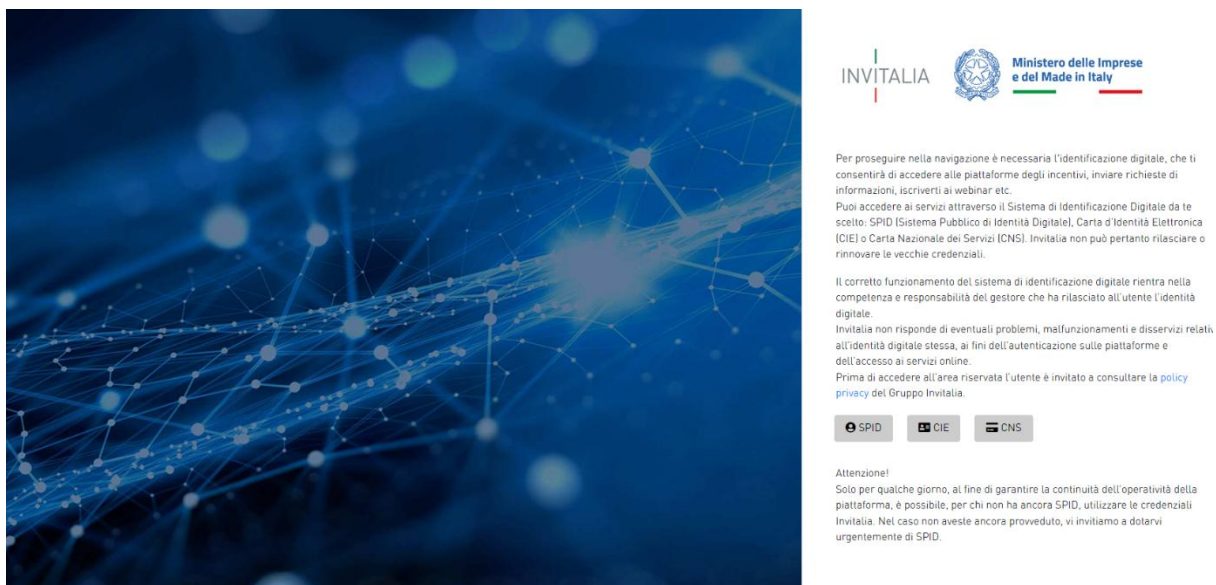 INVITALIA
Ministero delle Imprese
e del Made in Italy
Per proseguire nella navigazione è necessaria l'identificazione digitale, che ti
consentirà di accedere alle piattaforme degli incentivi, inviare richieste di
informazioni, iscriverti ai webinar etc.
Puoi accedere ai servizi attraverso il Sistema di Identificazione Digitale da te
scelto: SPID (Sistema Pubblico di Identità Digitale), Carta d'Identità Elettronica
(CIE) o Carta Nazionale dei Servizi (CNS). Invitalia non può pertanto rilasciare o
rinnovare le vecchie credenziali.
Il corretto funzionamento del sistema di identificazione digitale rientra nella
competenza e responsabilità del gestore che ha rilasciato all'utente l'identità
digitale.
Invitalia non risponde di eventuali problemi, malfunzionamenti e disservizi relativ
all'identità digitale stessa, ai fini dell'autenticazione sulle piattaforme e
dell'accesso ai servizi online.
Prima di accedere all'area riservata l'utente è invitato a consultare la policy
privacy del Gruppo Invitalia.
SPID CIE CNS
Attenzione!
Solo per qualche giorno, al fine di garantire la continuità dell'operatività della
piattaforma, è possibile, per chi non ha ancora SPID, utilizzare le credenziali
Invitalia. Nel caso non aveste ancora provveduto, vi invitiamo a dotarvi
urgentemente di SPID.